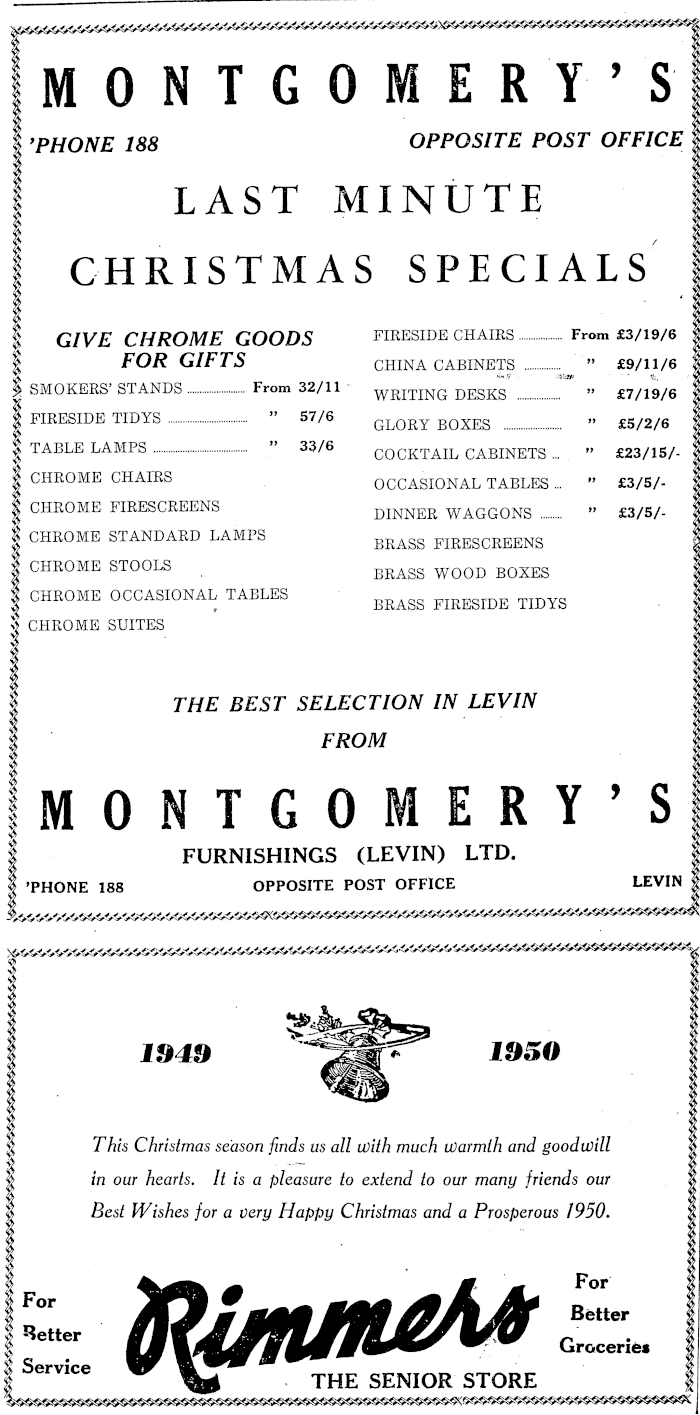 MONTGOMERY'S
'PHONE 188 OPPOSITE POST OFFICE
LAST MINUTE
CHRISTMAS SPECIALS
GIVE CHROME GOODS
FOR GIFTS
SMOKERS' STANDS ........ From 32/11
FIRESIDE TIDYS ........ " 57/6
TABLE LAMPS ........ " 33/6
CHROME CHAIRS
CHROME FIRESCREENS
CHROME STANDARD LAMPS
CHROME STOOLS
CHROME OCCASIONAL TABLES
CHROME SUITES
FIRESIDE CHAIRS ........ From £3/19/6
CHINA CABINETS ........ " £9/11/6
WRITING DESKS ........ " £7/19/6
GLORY BOXES ........ " £5/2/6
COCKTAIL CABINETS ... " £23/15/-
OCCASIONAL TABLES ... " £3/5/-
DINNER WAGGONS ...... " £3/5/-
BRASS FIRESCREENS
BRASS WOOD BOXES
BRASS FIRESIDE TIDYS
THE BEST SELECTION IN LEVIN
FROM
MONTGOMERY'S
FURNISHINGS (LEVIN) LTD.
'PHONE 188 OPPOSITE POST OFFICE LEVIN
1949 1950
This Christmas season finds us all with much warmth and goodwill
in our hearts. It is a pleasure to extend to our many friends our
Best Wishes for a very Happy Christmas and a Prosperous 1950.
For
Better
Service
Rimmers
THE SENIOR STORE
For
Better
Groceries